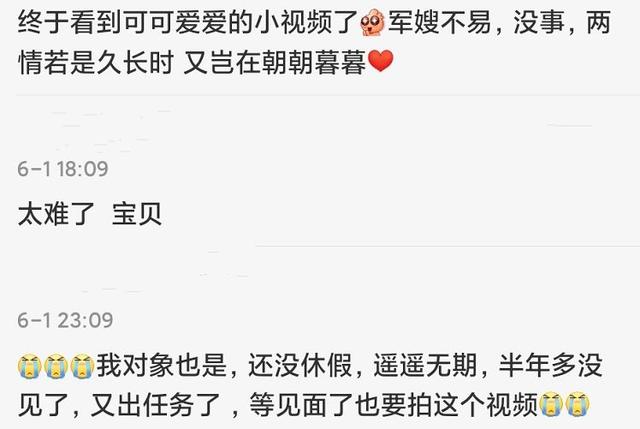 终于看到可可爱爱的小视频了军嫂不易，没事，两
情若是久长时 又岂在朝朝暮暮❤️
6-1 18:09
太难了 宝贝
6-1 23:09
😭😭😭我对象也是，还没休假，遥遥无期，半年多没
见了，又出任务了 ，等见面了也要拍这个视频😭😭